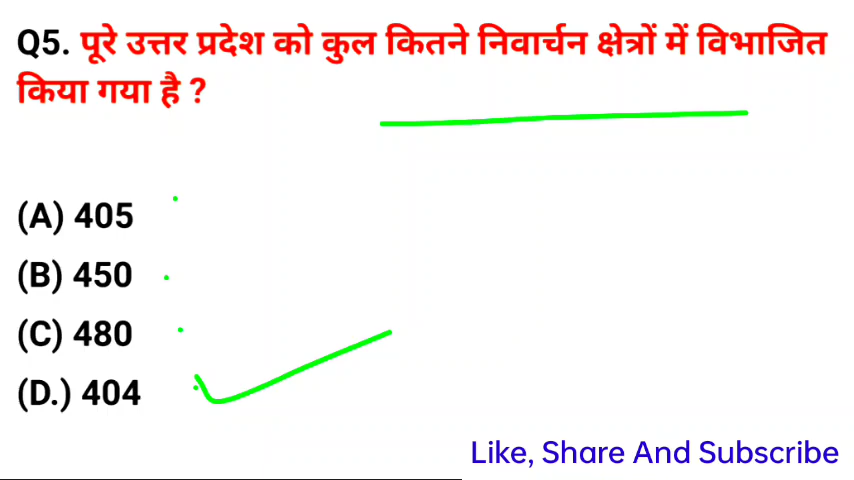 Q5. पूरे उत्तर प्रदेश को कुल कितने निवार्चन क्षेत्रों में विभाजित
किया गया है ?
(A) 405
(B) 450
(C) 480
(D.) 404
Like, Share And Subscribe